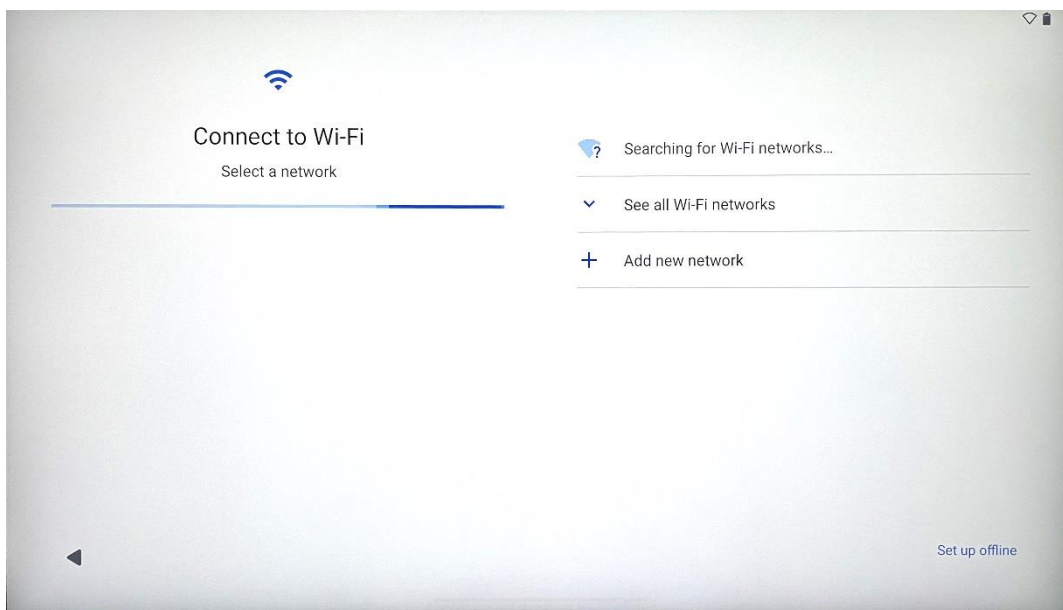 Connect to Wi-Fi
Select a network
Searching for Wi-Fi networks...
See all Wi-Fi networks
Add new network
Set up offline